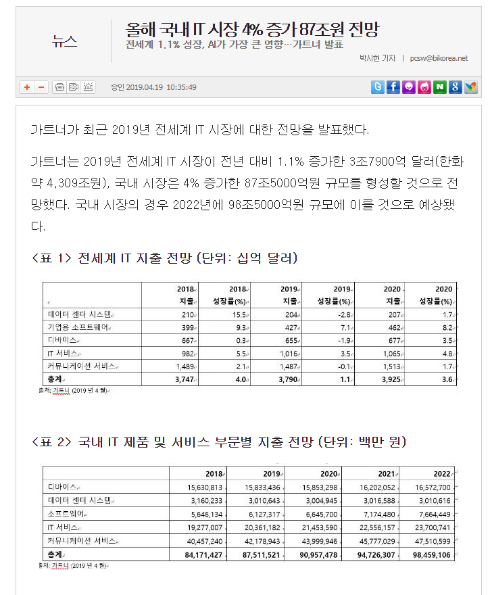 뉴스
올해 국내 IT 시장 4% 증가 87조원 전망
전세계 1.1% 성장, AI가 가장 큰 영향…가트너 발표
박시현 기자 | pcsw@bikorea.net
승인 2019.04.19 10:35:49
가트너가 최근 2019년 전세계 IT 시장에 대한 전망을 발표했다.
가트너는 2019년 전세계 IT 시장이 전년 대비 1.1% 증가한 3조7900억 달러(한화
약 4,309조원), 국내 시장은 4% 증가한 87조5000억원 규모를 형성할 것으로 전
망했다. 국내 시장의 경우 2022년에 98조5000억원 규모에 이를 것으로 예상됐
다.
<표 1> 전세계 IT 지출 전망 (단위: 십억 달러)
2018 2018 2019 2019 2020 2020
지출 성장률(%) 지출 성장률(%) 지출 성장률(%)
데이터 센터 시스템 210 15.5 204 -2.8 207 1.7
기업용 소프트웨어 399 9.3 427 7.1 462 8.2
디바이스 667 0.3 655 -1.9 677 3.5
IT 서비스 982 5.5 1,016 3.5 1,065 4.8
커뮤니케이션 서비스 1,489 2.1 1,487 -0.1 1,513 1.7
총계 3,747 4.0 3,790 1.1 3,925 3.6
출처: 가트너 (2019 년 4 월)
<표 2> 국내 IT 제품 및 서비스 부문별 지출 전망 (단위: 백만 원)
2018 2019 2020 2021 2022
디바이스 15,630,813 15,833,436 15,853,298 16,202,052 16,572,700
데이터 센터 시스템 3,160,233 3,010,643 3,004,945 3,016,588 3,010,616
소프트웨어 5,646,134 6,127,317 6,645,700 7,174,480 7,664,449
IT 서비스 19,277,007 20,361,182 21,453,590 22,556,157 23,700,741
커뮤니케이션 서비스 40,457,240 42,178,943 43,999,946 45,777,029 47,510,599
총계 84,171,427 87,511,521 90,957,478 94,726,307 98,459,106
출처: 가트너 (2019 년 4 월)